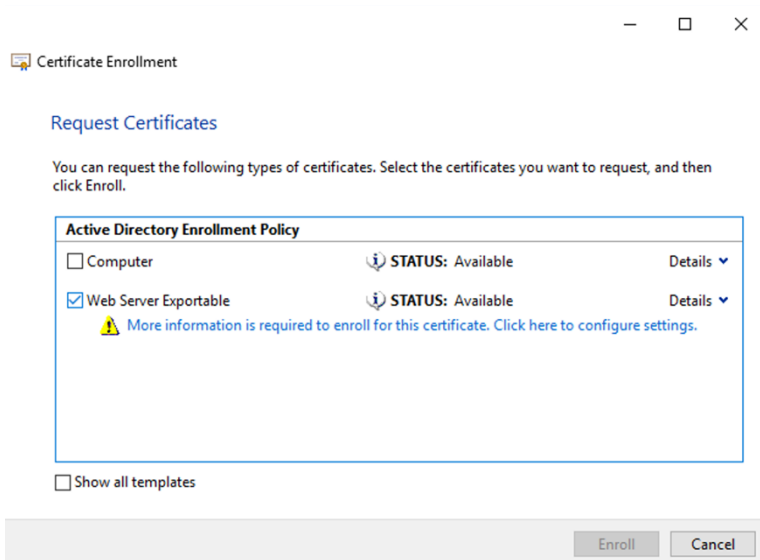 Certificate Enrollment
Request Certificates
You can request the following types of certificates. Select the certificates you want to request, and then
click Enroll.
Active Directory Enrollment Policy
Computer STATUS: Available Details
Web Server Exportable STATUS: Available Details
More information is required to enroll for this certificate. Click here to configure settings.
Show all templates
Enroll Cancel